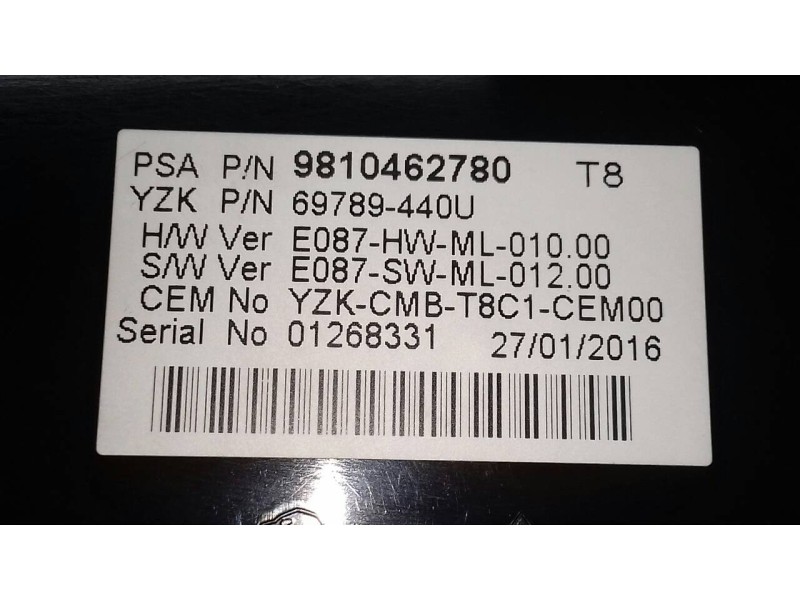 PSA P/N 9810462780 T8
YZK P/N 69789-440U
H/W Ver E087-HW-ML-010.00
S/W Ver E087-SW-ML-012.00
CEM No YZK-CMB-T8C1-CEM00
Serial No 01268331 27/01/2016